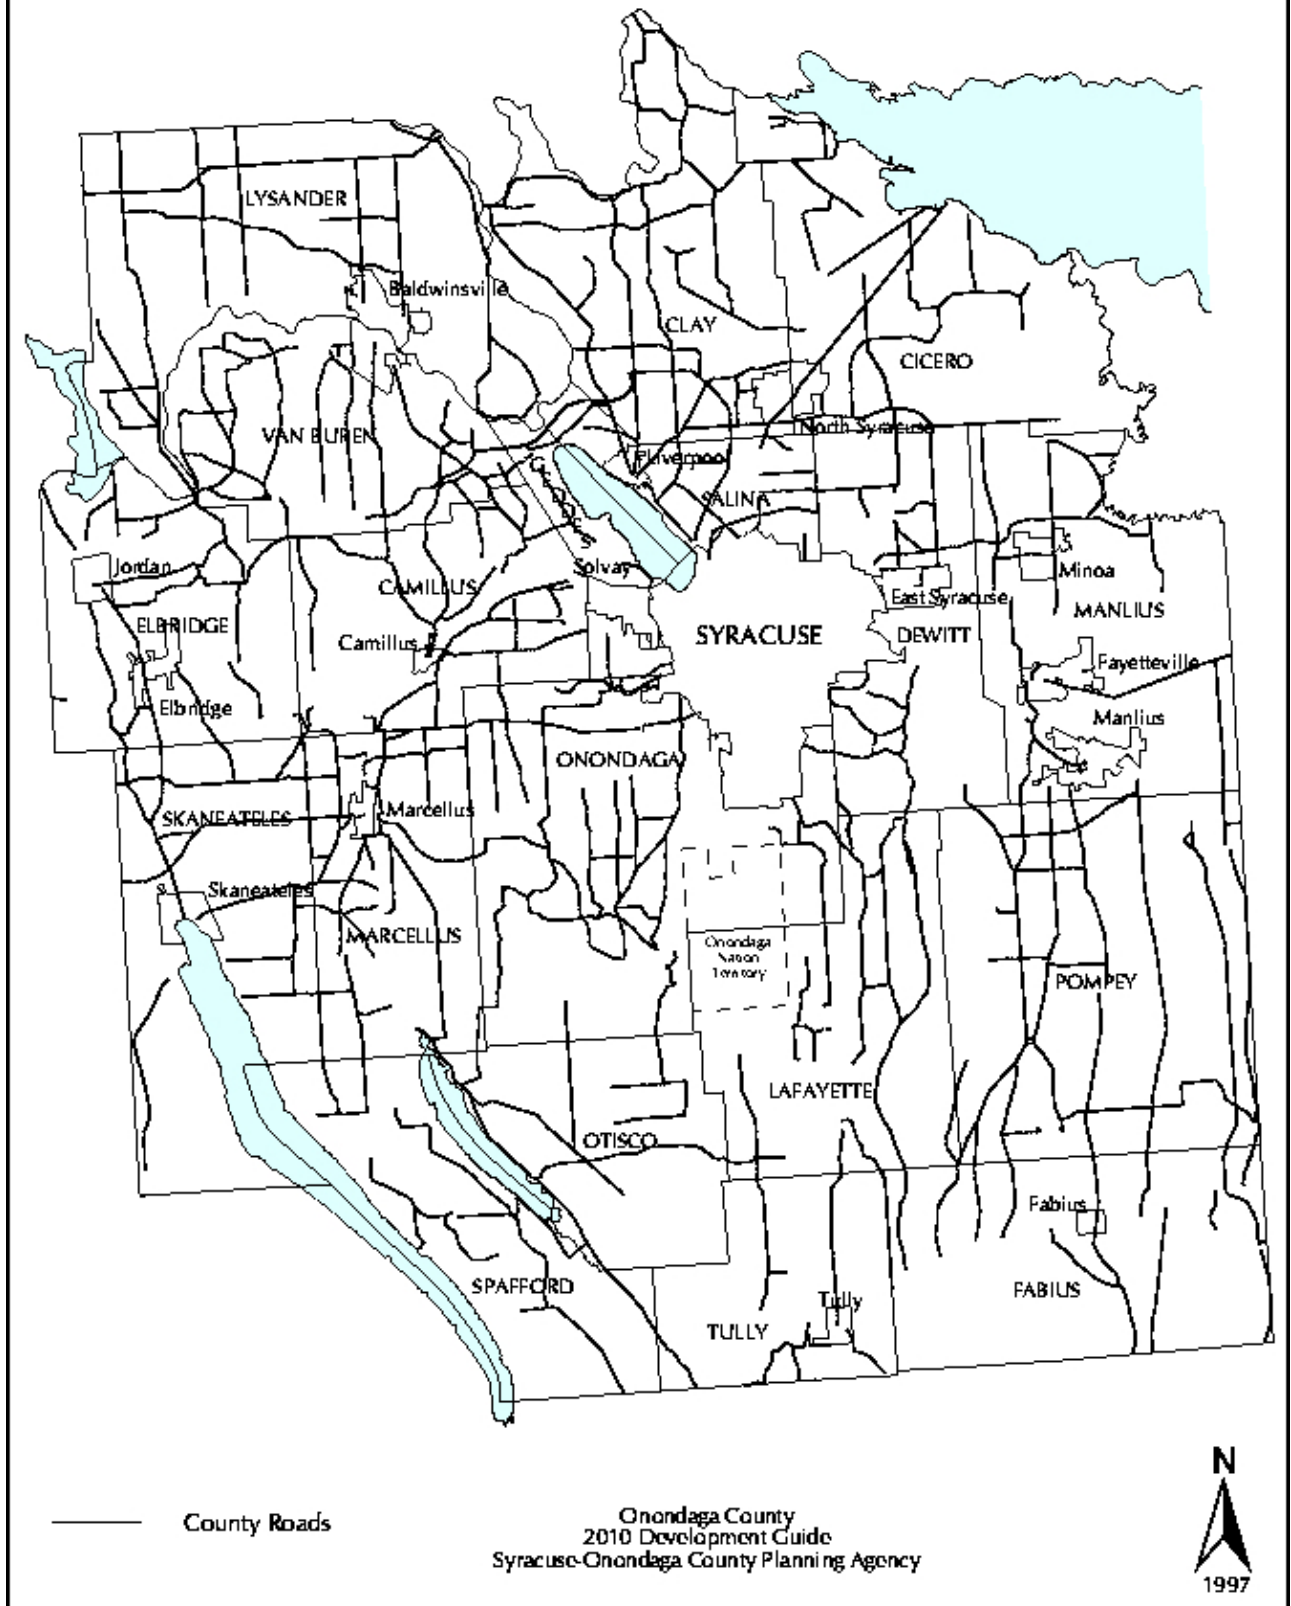 LYSANDER
Baldwinsville
CLAY
CICERO
VAN BUREN
North Syracuse
Liverpool
GEDDES
SALINA
Jordan
Solvay
CAMILLUS
Minoa
East Syracuse
MANLIUS
ELBRIDGE
SYRACUSE
DEWITT
Camillus
Fayetteville
Elbridge
Manlius
ONONDAGA
Marcellus
SKANEATELES
Skaneateles
MARCELLUS
Onondaga
Nation
Territory
POMPEY
LAFAYETTE
OTISCO
Fabius
SPAFFORD
FABIUS
Tully
TULLY
N
County Roads
Onondaga County
2010 Development Guide
Syracuse-Onondaga County Planning Agency
1997